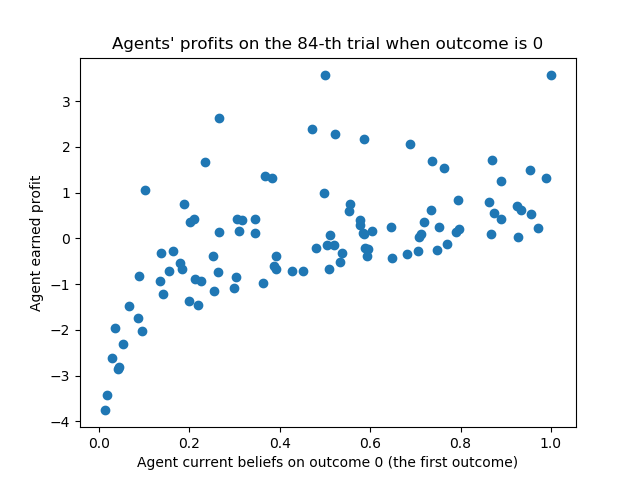 Agents' profits on the 84-th trial when outcome is 0
Agent earned profit
3
2
1
0
−1
−2
−3
−4
0.0 0.2 0.4 0.6 0.8 1.0
Agent current beliefs on outcome 0 (the first outcome)